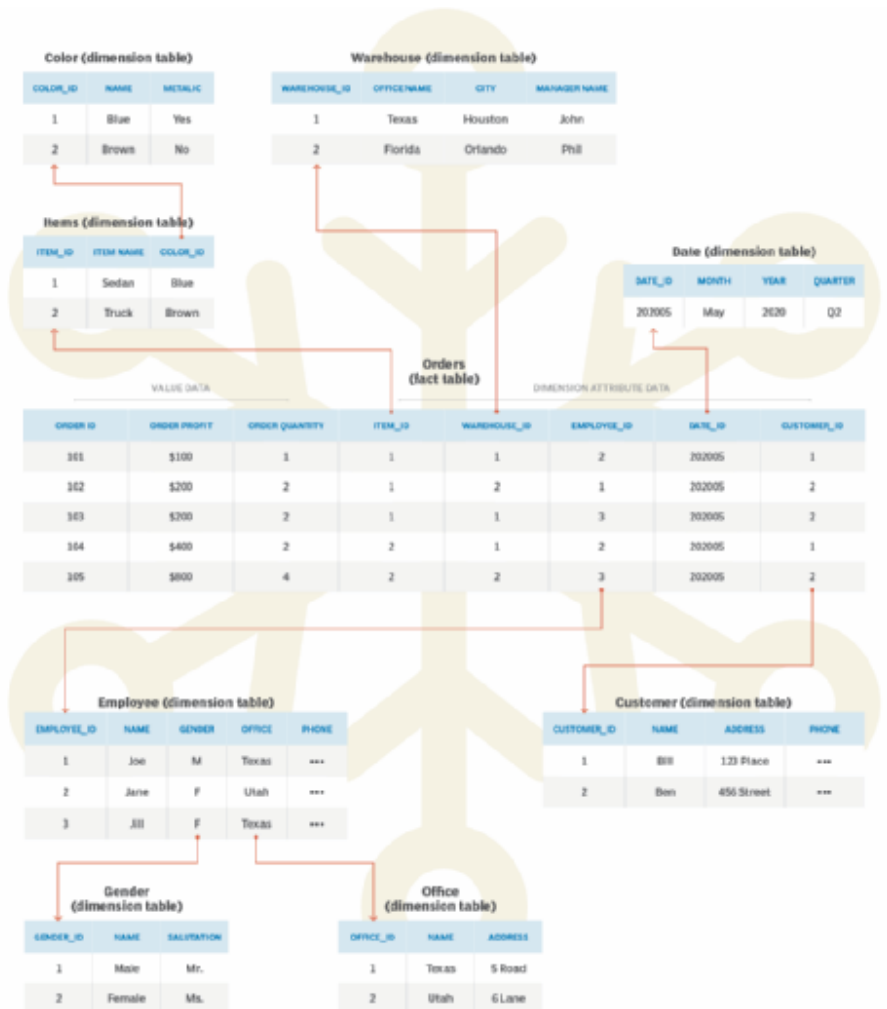 Color (dimension table)
COLOR_ID NAME METALIC
1 Blue Yes
2 Brown No
Warehouse (dimension table)
WAREHOUSE_ID OFFICE NAME CITY MANAGER NAME
1 Texas Houston John
2 Florida Orlando Phil
Items (dimension table)
ITEM_ID ITEM NAME COLOR_ID
1 Sedan Blue
2 Truck Brown
Date (dimension table)
DATE_ID MONTH YEAR QUARTER
202005 May 2020 Q2
Orders
(fact table)
VALUE DATA
DIMENSION ATTRIBUTE DATA
ORDER ID ORDER PROFIT ORDER QUANTITY ITEM_ID WAREHOUSE_ID EMPLOYEE_ID DATE_ID CUSTOMER_ID
101 $100 1 1 1 2 202005 1
102 $200 2 1 2 1 202005 2
103 $200 2 1 1 3 202005 2
104 $400 2 2 1 2 202005 1
105 $800 4 2 2 3 202005 2
Employee (dimension table)
EMPLOYEE_ID NAME GENDER OFFICE PHONE
1 Joe M Texas ***
2 Jane F Utah ***
3 Jill F Texas ***
Customer (dimension table)
CUSTOMER_ID NAME ADDRESS PHONE
1 Bill 123 Place ***
2 Ben 456 Street ***
Gender
(dimension table)
GENDER_ID NAME SALUTATION
1 Male Mr.
2 Female Ms.
Office
(dimension table)
OFFICE_ID NAME ADDRESS
1 Texas 5 Road
2 Utah 6 Lane